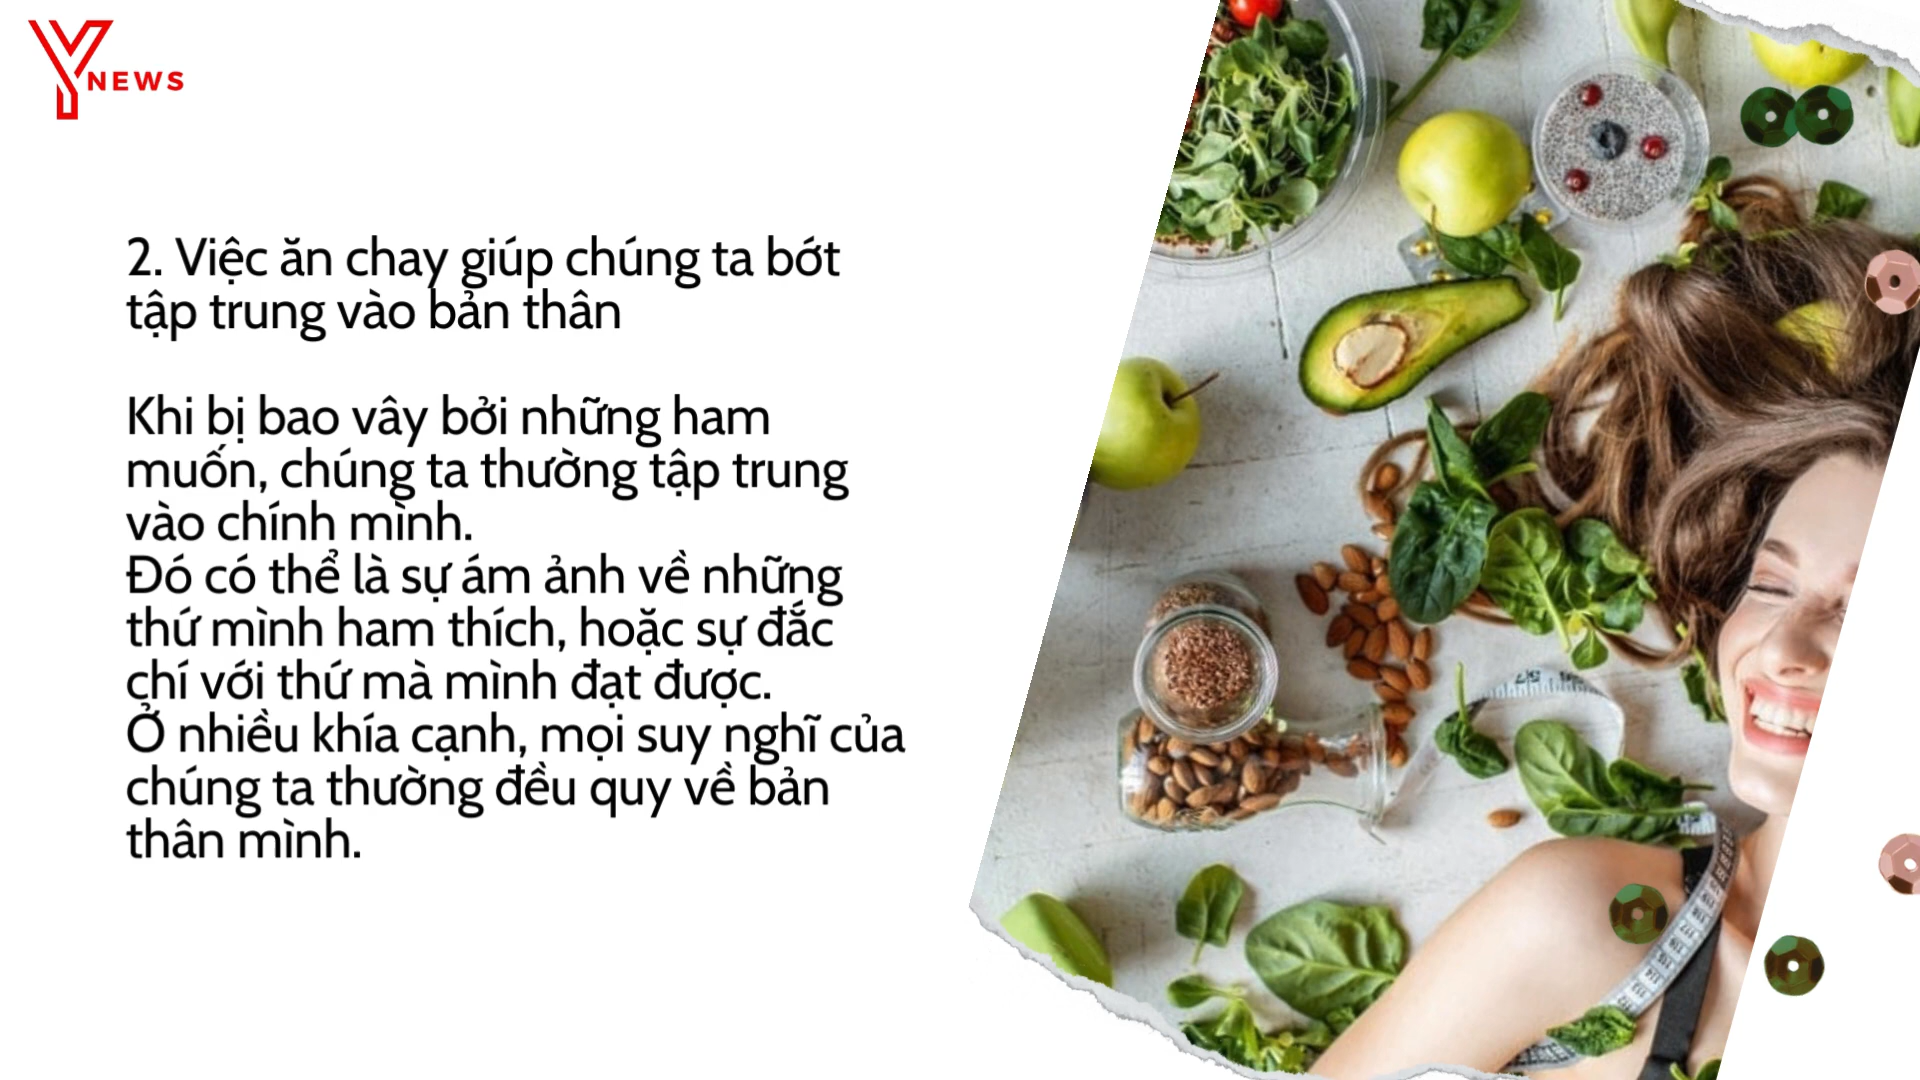 Y NEWS
2. Việc ăn chay giúp chúng ta bớt
tập trung vào bản thân
Khi bị bao vây bởi những ham
muốn, chúng ta thường tập trung
vào chính mình.
Đó có thể là sự ám ảnh về những
thứ mình ham thích, hoặc sự đắc
chí với thứ mà mình đạt được.
Ở nhiều khía cạnh, mọi suy nghĩ của
chúng ta thường đều quy về bản
thân mình.